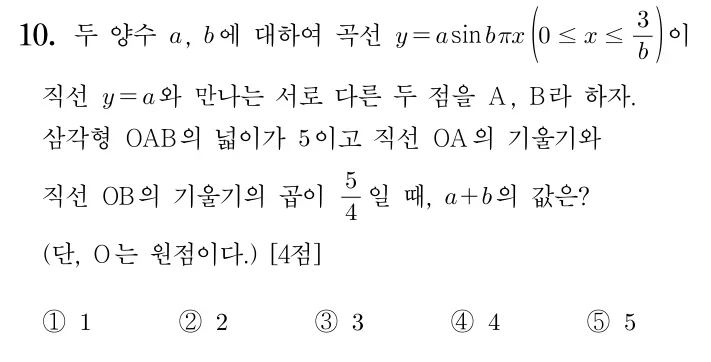 10. 두 양수 a, b에 대하여 곡선 y=a sin bπx (0 ≤ x ≤ 3/b)이
직선 y=a와 만나는 서로 다른 두 점을 A, B라 하자.
삼각형 OAB의 넓이가 5이고 직선 OA의 기울기와
직선 OB의 기울기의 곱이 5/4일 때, a+b의 값은?
(단, O는 원점이다.) [4점]
① 1 ② 2 ③ 3 ④ 4 ⑤ 5